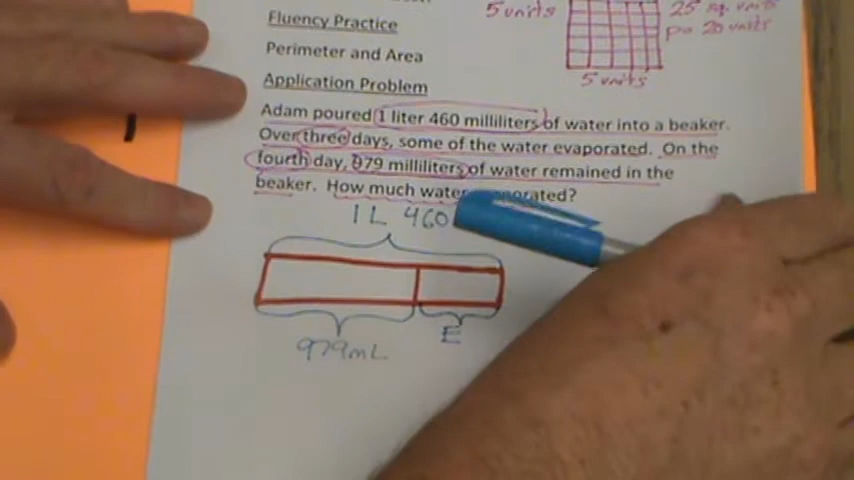 Fluency Practice
5 units
25 sq units
p= 20 units
Perimeter and Area
5 units
Application Problem
Adam poured 1 liter 460 milliliters of water into a beaker.
Over three days, some of the water evaporated. On the
fourth day, 979 milliliters of water remained in the
beaker. How much water evaporated?
1 L 460
979mL
E